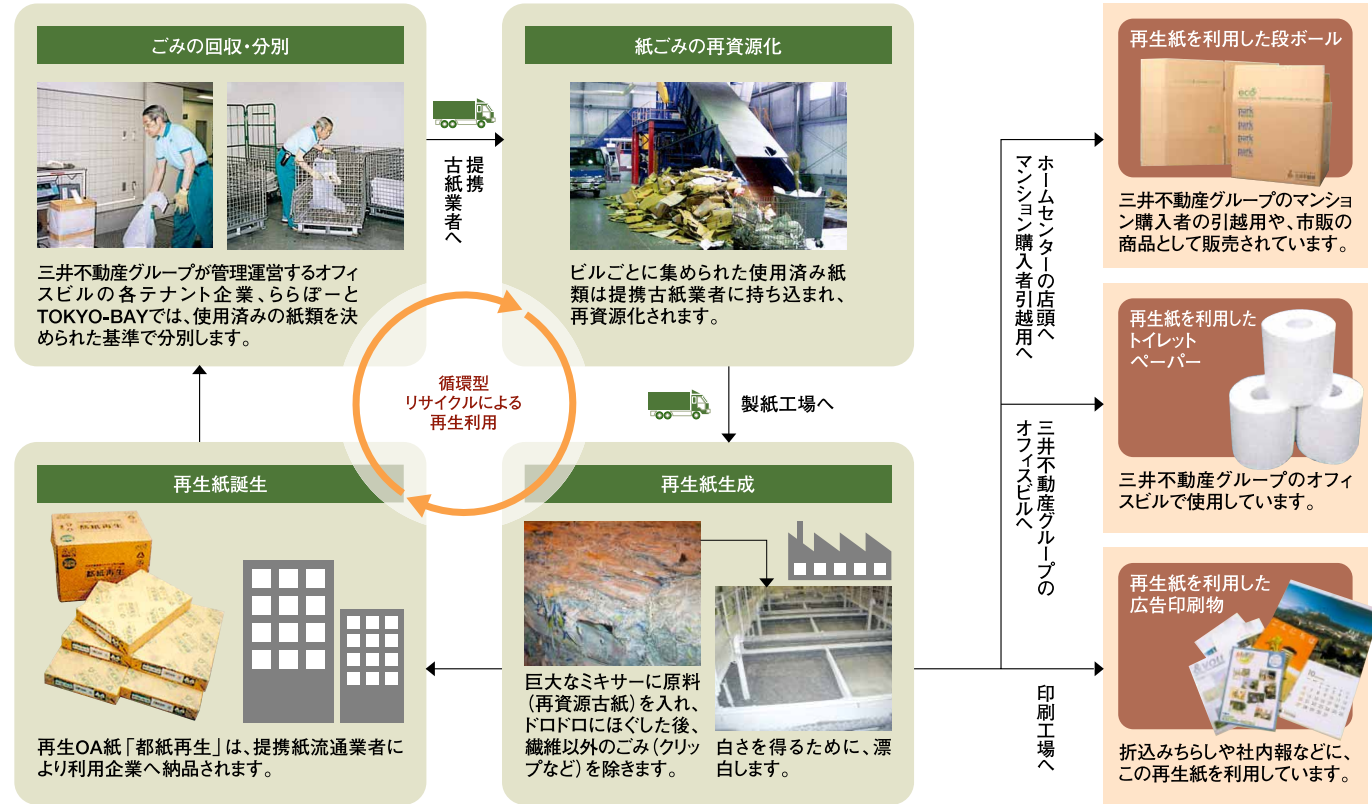 ごみの回収・分別
三井不動産グループが管理運営するオフィ
スビルの各テナント企業、ららぽーと
TOKYO-BAYでは、使用済みの紙類を決
められた基準で分別します。
提携
古紙業者へ
紙ごみの再資源化
ビルごとに集められた使用済み紙
類は提携古紙業者に持ち込まれ、
再資源化されます。
循環型
リサイクルによる
再生利用
製紙工場へ
再生紙生成
巨大なミキサーに原料
（再資源古紙）を入れ、
ドロドロにほぐした後、
繊維以外のごみ（クリッ
プなど）を除きます。
白さを得るために、漂
白します。
再生紙誕生
都紙再生
再生OA紙「都紙再生」は、提携紙流通業者に
より利用企業へ納品されます。
ホームセンターの店頭へ
マンション購入者引越用へ
再生紙を利用した段ボール
eco
park
park
park
park
三井不動産
三井不動産グループのマンショ
ン購入者の引越用や、市販の
商品として販売されています。
三井不動産グループの
オフィスビルへ
再生紙を利用した
トイレット
ペーパー
三井不動産グループのオフィ
スビルで使用しています。
印刷工場へ
再生紙を利用した
広告印刷物
10
折込みちらしや社内報などに、
この再生紙を利用しています。